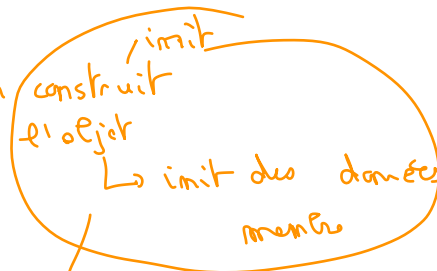 / init
construit
l'objet
↳ init des données
membre